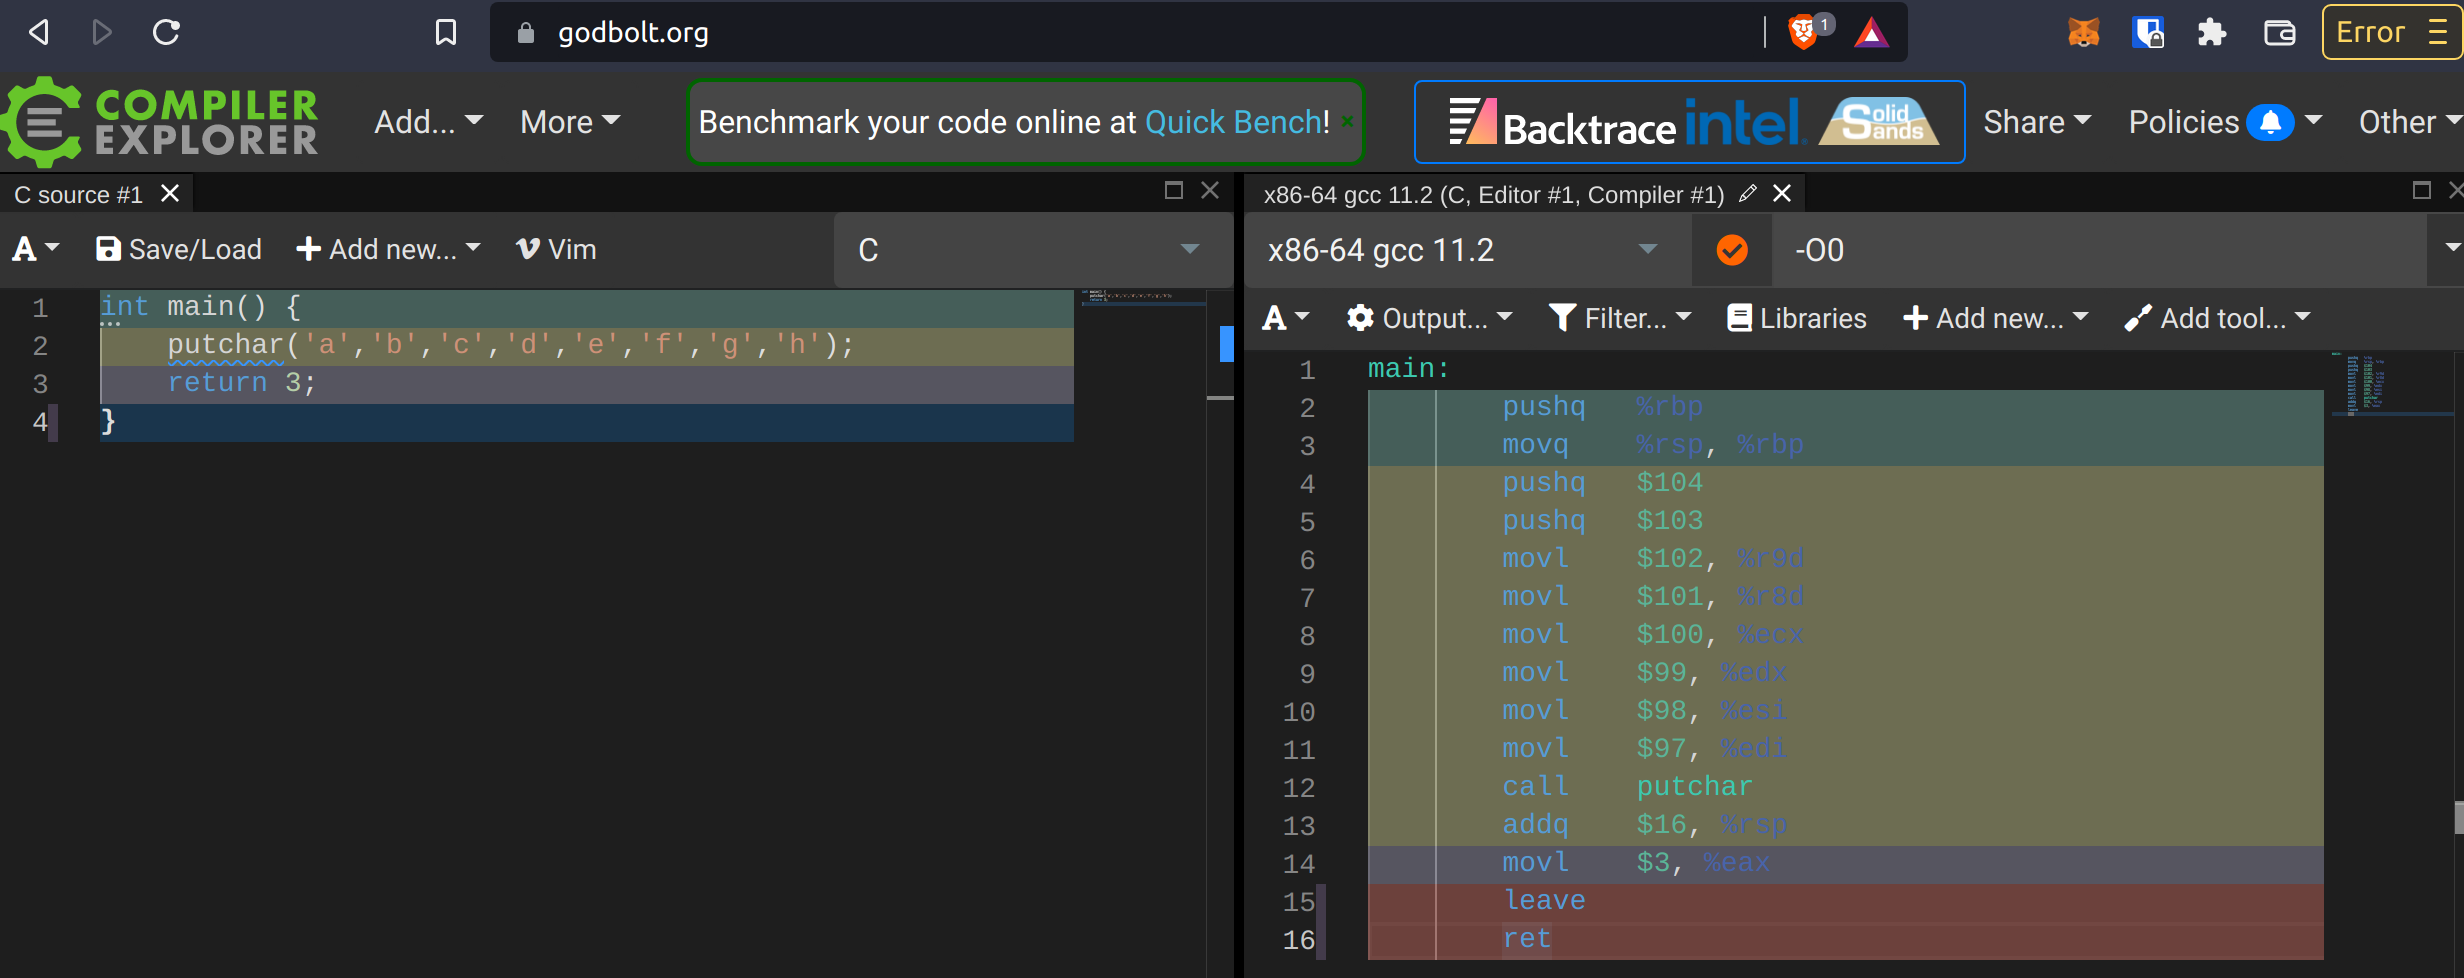 godbolt.org
1
Error
COMPILER
EXPLORER
Add...
More
Benchmark your code online at Quick Bench! ×
Backtrace
intel.
Solid
Sands
Share
Policies
Other
C source #1
x86-64 gcc 11.2 (C, Editor #1, Compiler #1)
A
Save/Load
Add new...
Vim
C
x86-64 gcc 11.2
-O0
A
Output...
Filter...
Libraries
Add new...
Add tool...
1 int main() {
2 putchar('a','b','c','d','e','f','g','h');
3 return 3;
4 }
1 main:
2 pushq %rbp
3 movq %rsp, %rbp
4 pushq $104
5 pushq $103
6 movl $102, %r9d
7 movl $101, %r8d
8 movl $100, %ecx
9 movl $99, %edx
10 movl $98, %esi
11 movl $97, %edi
12 call putchar
13 addq $16, %rsp
14 movl $3, %eax
15 leave
16 ret